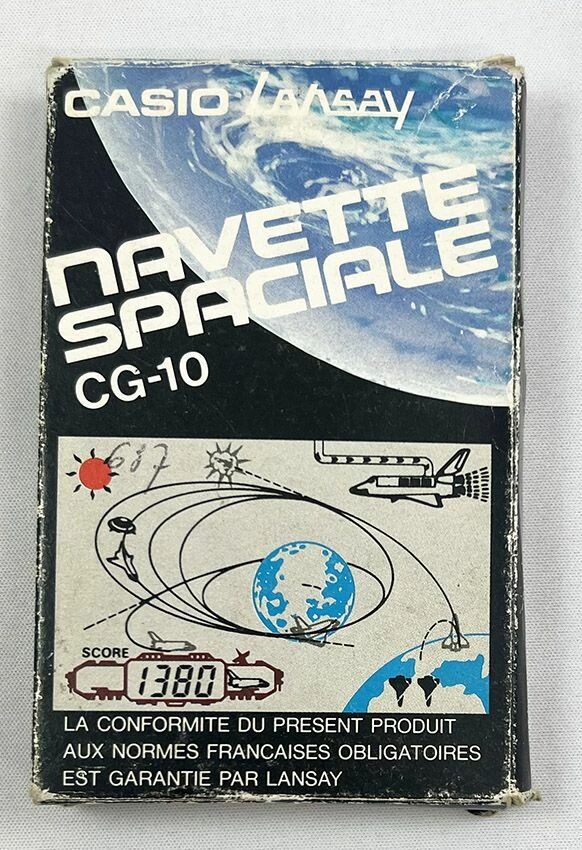 CASIO Lansay
NAVETTE
SPACIALE
CG-10
617
SCORE
1380
LA CONFORMITE DU PRESENT PRODUIT
AUX NORMES FRANCAISES OBLIGATOIRES
EST GARANTIE PAR LANSAY